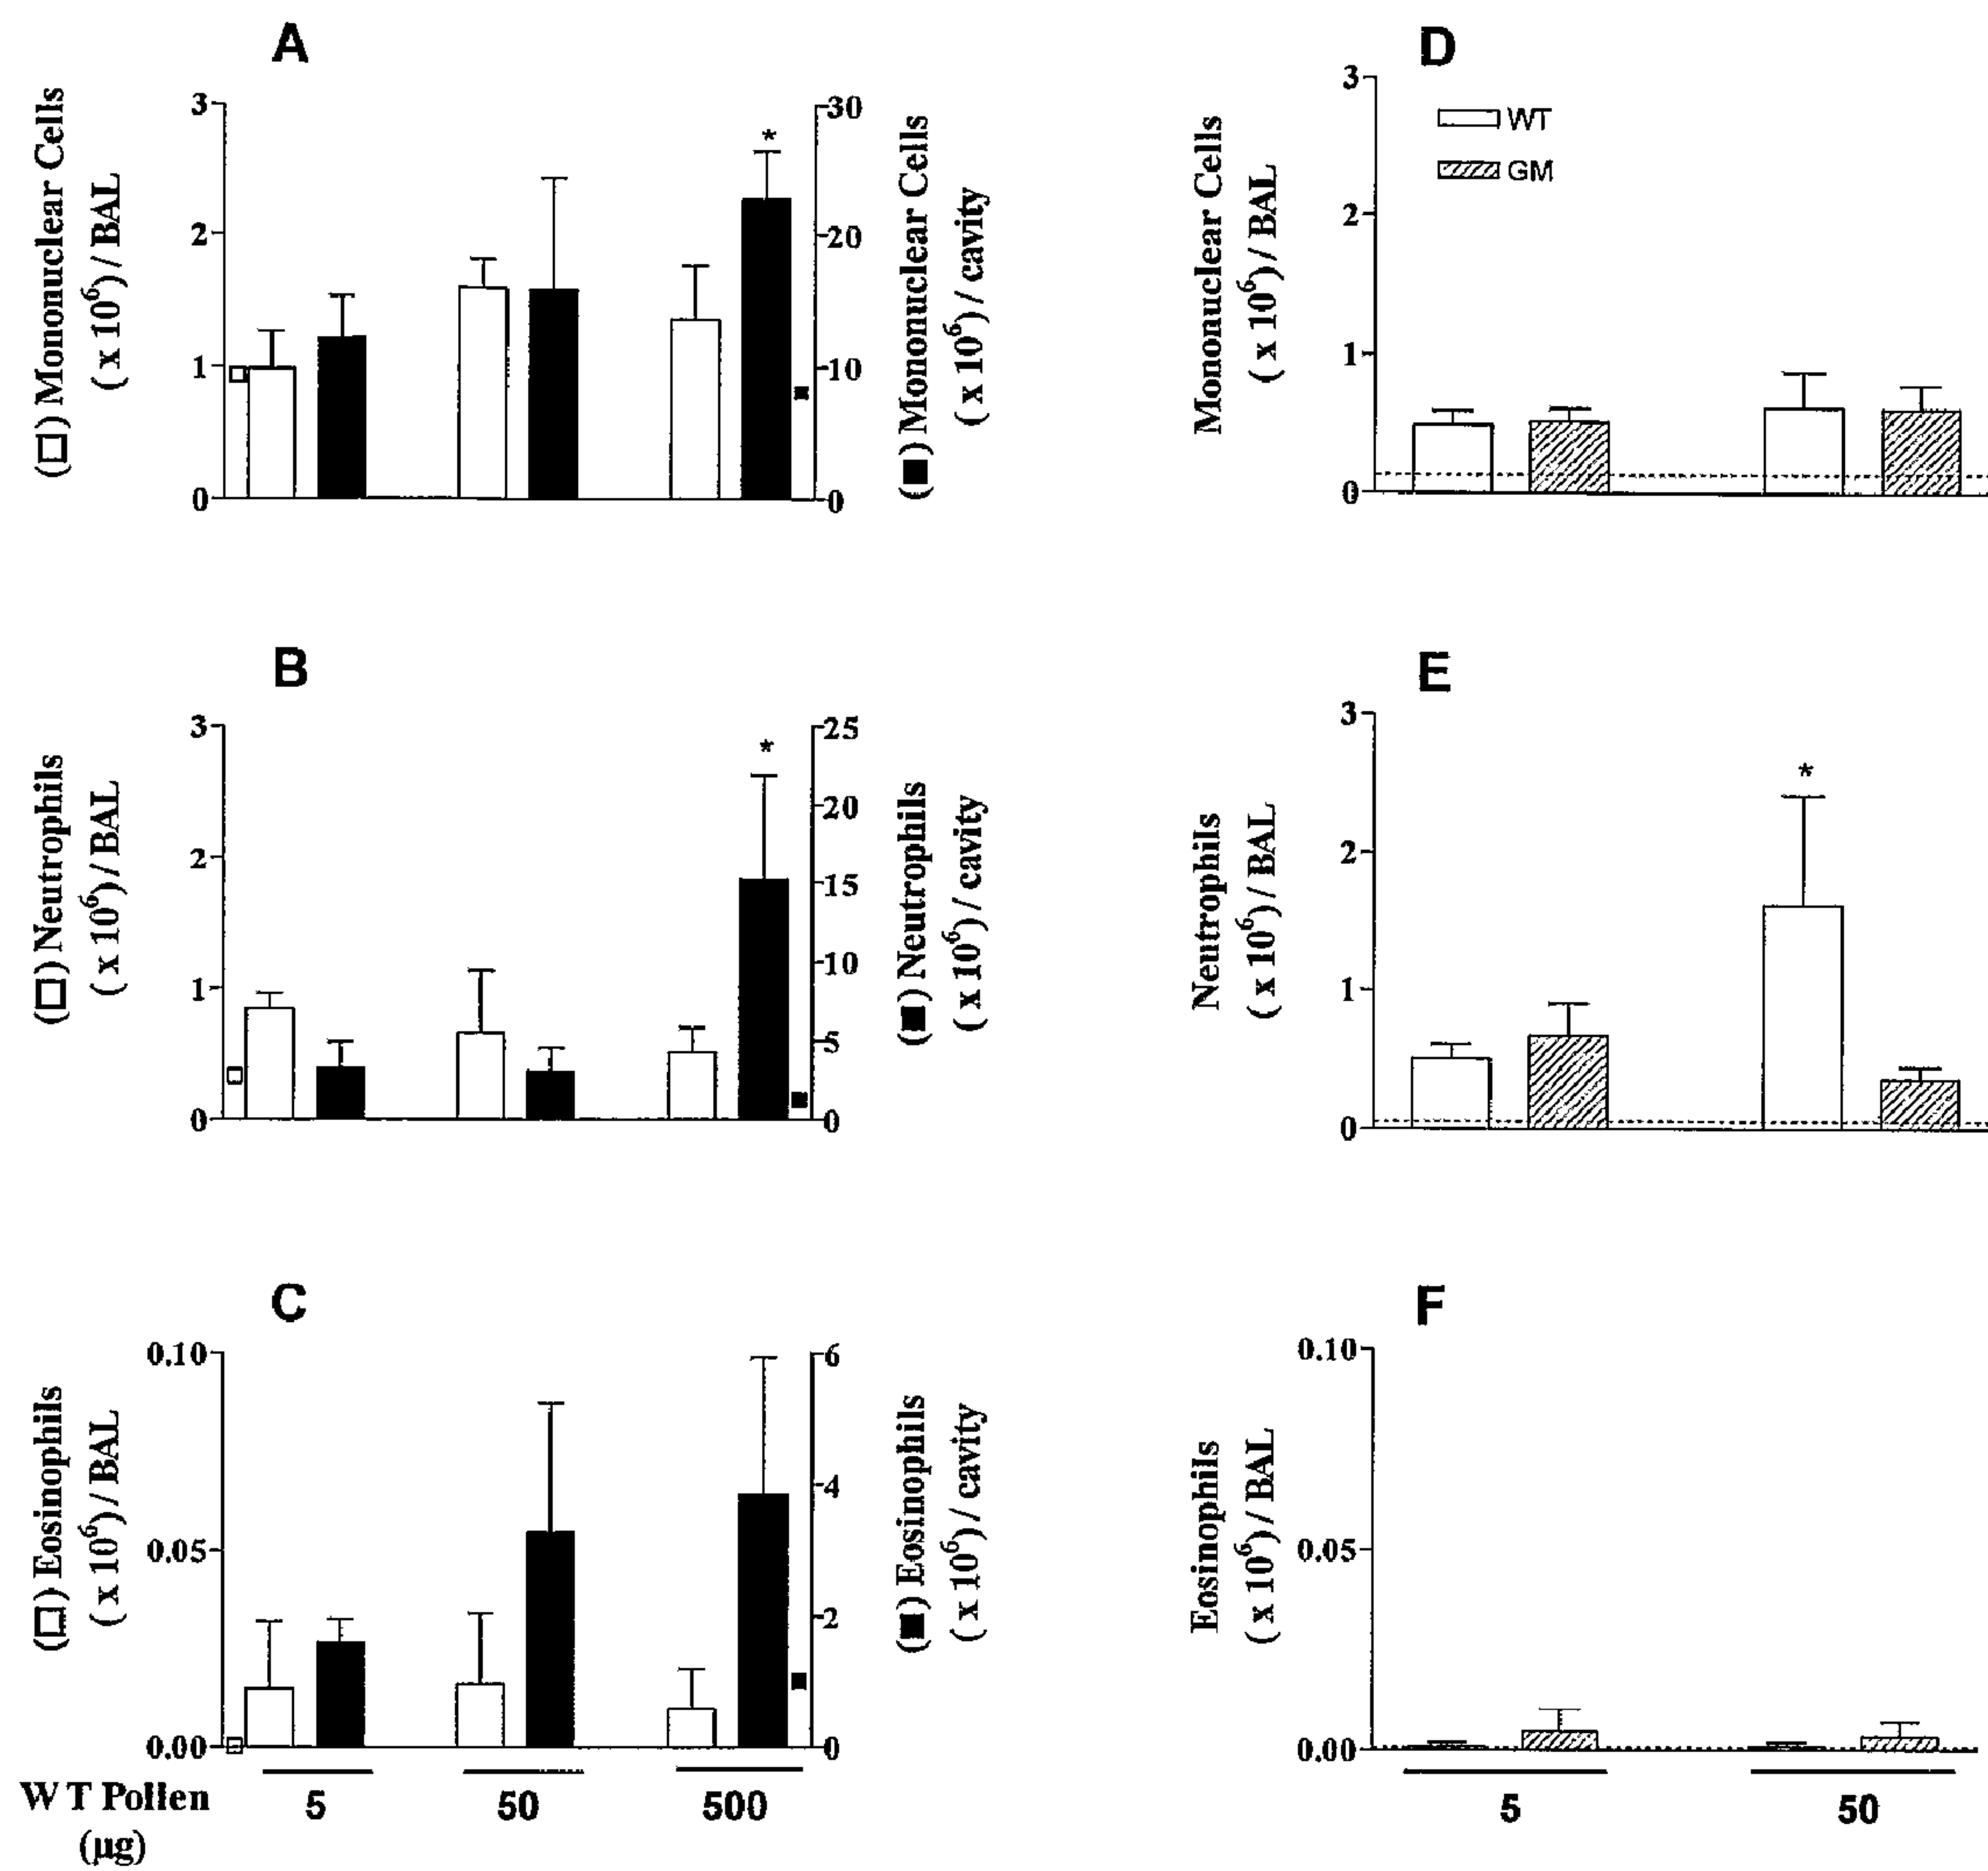 A
3
2
1
0
(□) Mononuclear Cells
( x 10⁶) / BAL
*
30
20
10
0
(■) Mononuclear Cells
( x 10⁶) / cavity
D
3
2
1
0
Mononuclear Cells
( x 10⁶) / BAL
WT
GM
B
3
2
1
0
(□) Neutrophils
( x 10⁶) / BAL
*
25
20
15
10
5
0
(■) Neutrophils
( x 10⁶) / cavity
E
3
2
1
0
Neutrophils
( x 10⁶) / BAL
*
C
0.10
0.05
0.00
(□) Eosinophils
( x 10⁶) / BAL
6
4
2
0
(■) Eosinophils
( x 10⁶) / cavity
F
0.10
0.05
0.00
Eosinophils
( x 10⁶) / BAL
WT Pollen
(µg)
5 50 500
5 50